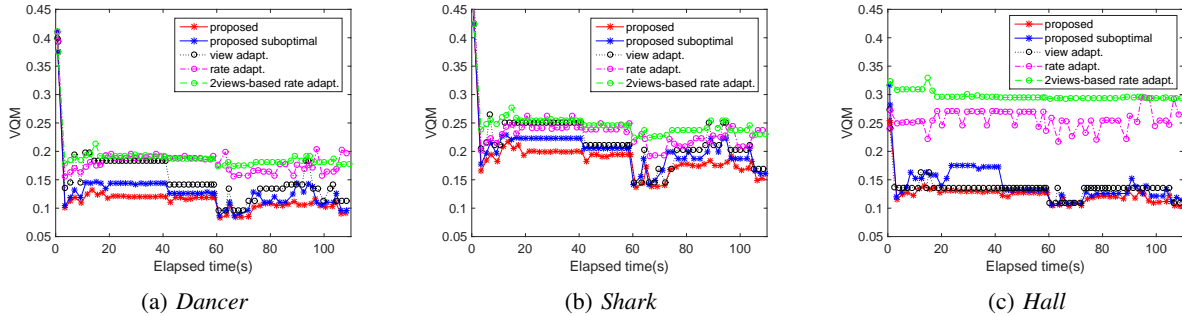 0.45
0.4
0.35
0.3
0.25
0.2
0.15
0.1
0.05
VQM
0 20 40 60 80 100
Elapsed time(s)
proposed
proposed suboptimal
view adapt.
rate adapt.
2views-based rate adapt.
(a) Dancer
0.45
0.4
0.35
0.3
0.25
0.2
0.15
0.1
0.05
VQM
0 20 40 60 80 100
Elapsed time(s)
proposed
proposed suboptimal
view adapt.
rate adapt.
2views-based rate adapt.
(b) Shark
0.45
0.4
0.35
0.3
0.25
0.2
0.15
0.1
0.05
VQM
0 20 40 60 80 100
Elapsed time(s)
proposed
proposed suboptimal
view adapt.
rate adapt.
2views-based rate adapt.
(c) Hall